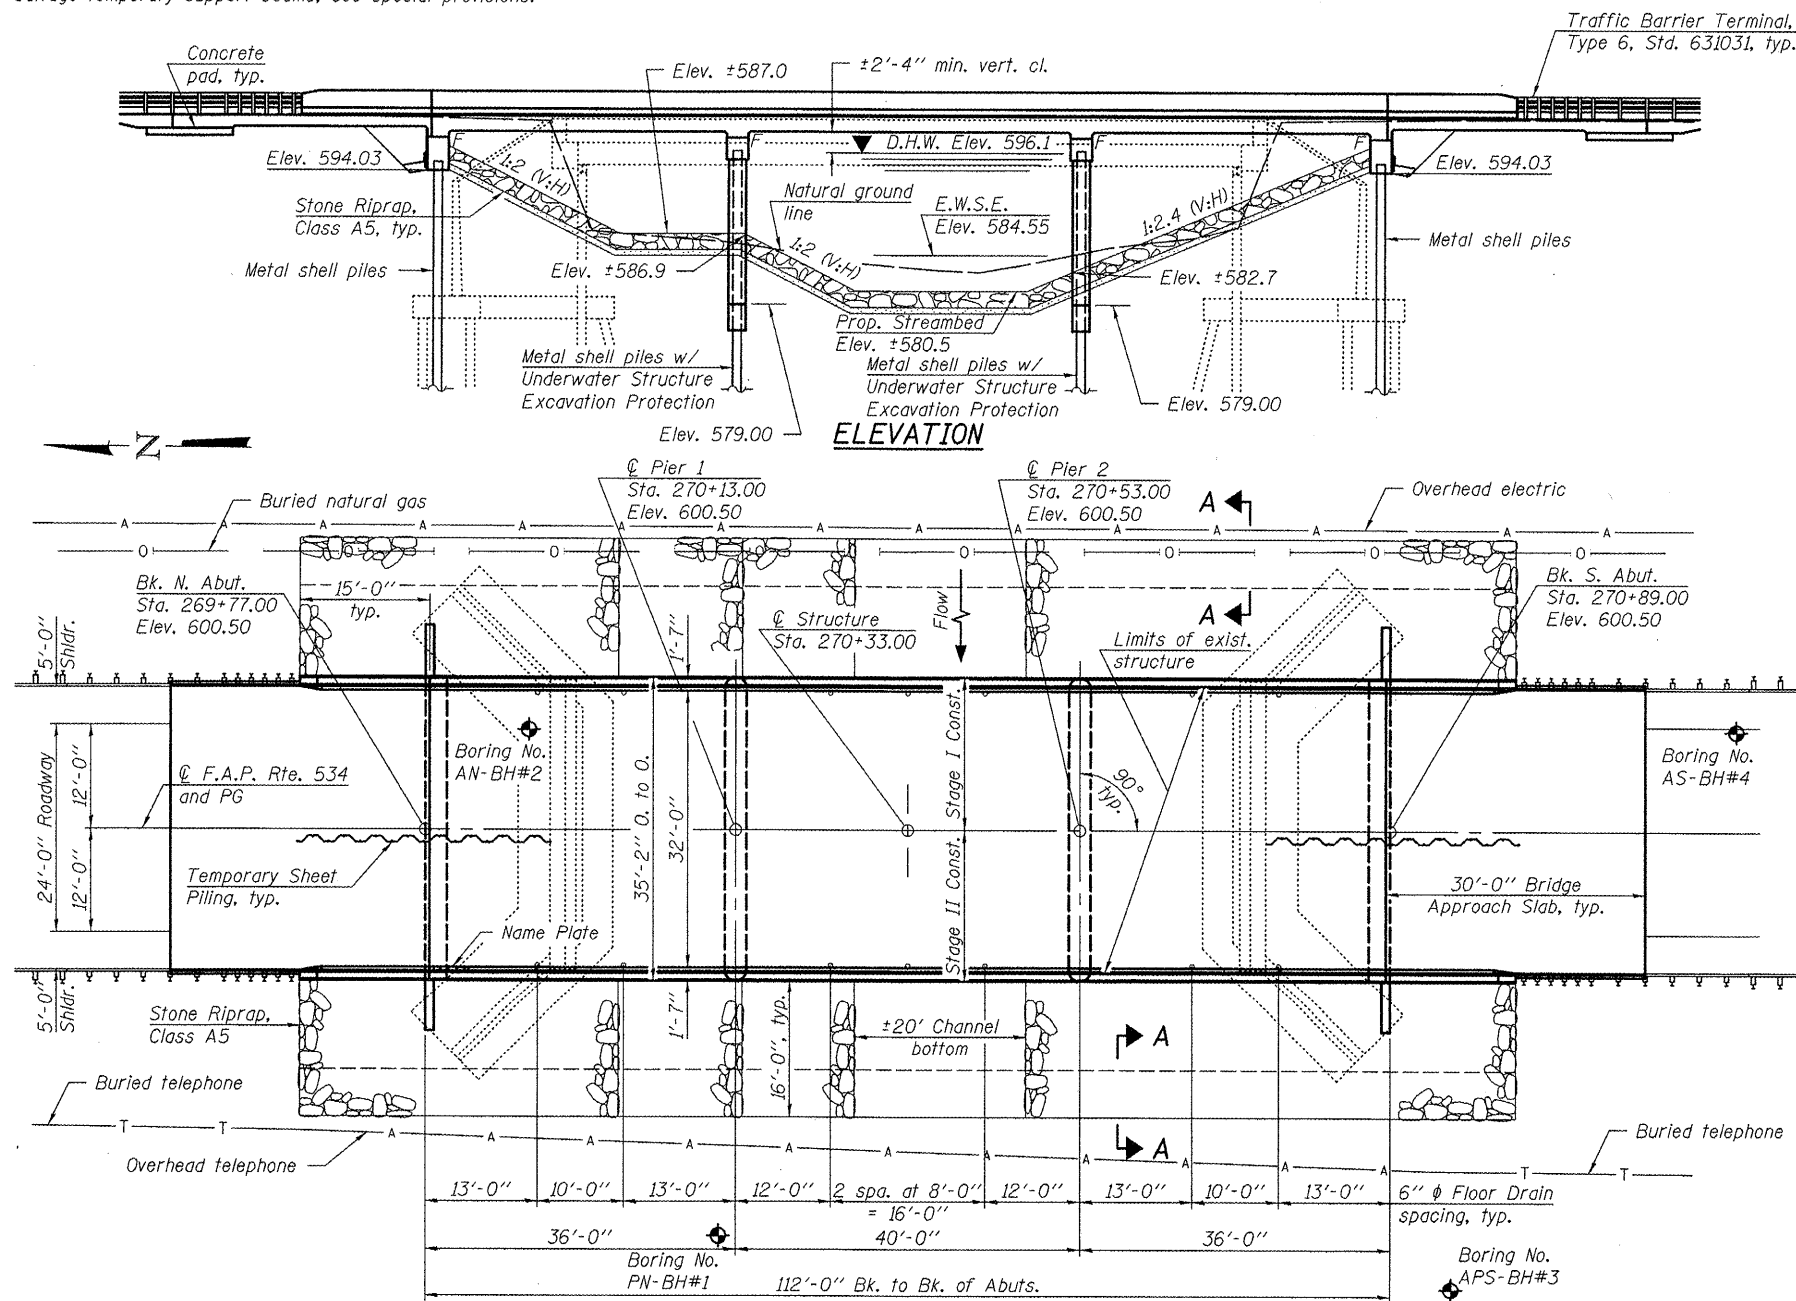 Traffic Barrier Terminal,
Type 6, Std. 631031, typ.
Concrete
pad, typ.
Elev. ±587.0
±2'-4" min. vert. cl.
F
F
F
F
D.H.W. Elev. 596.1
Elev. 594.03
Elev. 594.03
1:2 (V:H)
Natural ground
line
Stone Riprap,
Class A5, typ.
E.W.S.E.
Elev. 584.55
1:2.4 (V:H)
Metal shell piles
1:2 (V:H)
Metal shell piles
Elev. ±586.9
Elev. ±582.7
Prop. Streambed
Elev. ±580.5
Metal shell piles w/
Underwater Structure
Excavation Protection
Metal shell piles w/
Underwater Structure
Excavation Protection
Elev. 579.00
Elev. 579.00
ELEVATION
Z
℄ Pier 1
Sta. 270+13.00
Elev. 600.50
℄ Pier 2
Sta. 270+53.00
Elev. 600.50
Buried natural gas
A
Overhead electric
Bk. N. Abut.
Sta. 269+77.00
Elev. 600.50
15'-0"
typ.
Bk. S. Abut.
Sta. 270+89.00
Elev. 600.50
A
5'-0"
Shldr.
1'-7"
℄ Structure
Sta. 270+33.00
Flow
Limits of exist.
structure
Boring No.
AN-BH#2
Boring No.
AS-BH#4
℄ F.A.P. Rte. 534
and PG
24'-0" Roadway
12'-0"
12'-0"
35'-2" O. to O.
32'-0"
Stage I Const.
Stage II Const.
90°
typ.
Temporary Sheet
Piling, typ.
30'-0" Bridge
Approach Slab, typ.
Name Plate
5'-0"
Shldr.
Stone Riprap,
Class A5
1'-7"
16'-0", typ.
±20' Channel
bottom
A
Buried telephone
A
Buried telephone
Overhead telephone
13'-0" 10'-0" 13'-0" 12'-0" 2 spa. at 8'-0" 12'-0" 13'-0" 10'-0" 13'-0"
= 16'-0"
6" ϕ Floor Drain
spacing, typ.
36'-0" 40'-0" 36'-0"
Boring No.
PN-BH#1
Boring No.
APS-BH#3
112'-0" Bk. to Bk. of Abuts.